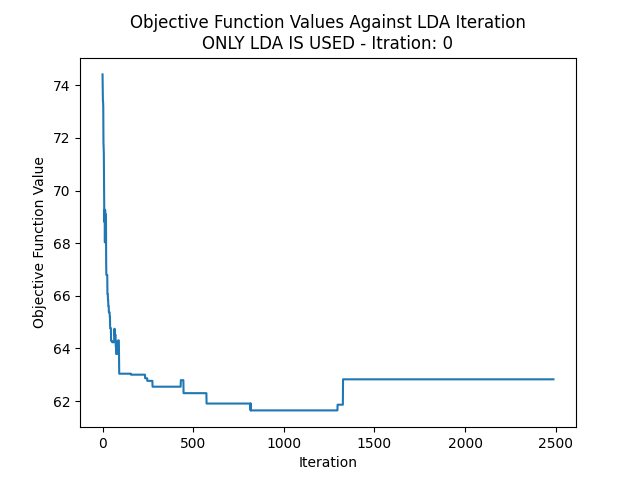 Objective Function Values Against LDA Iteration
ONLY LDA IS USED - Itration: 0
74
72
70
68
66
64
62
Objective Function Value
0 500 1000 1500 2000 2500
Iteration